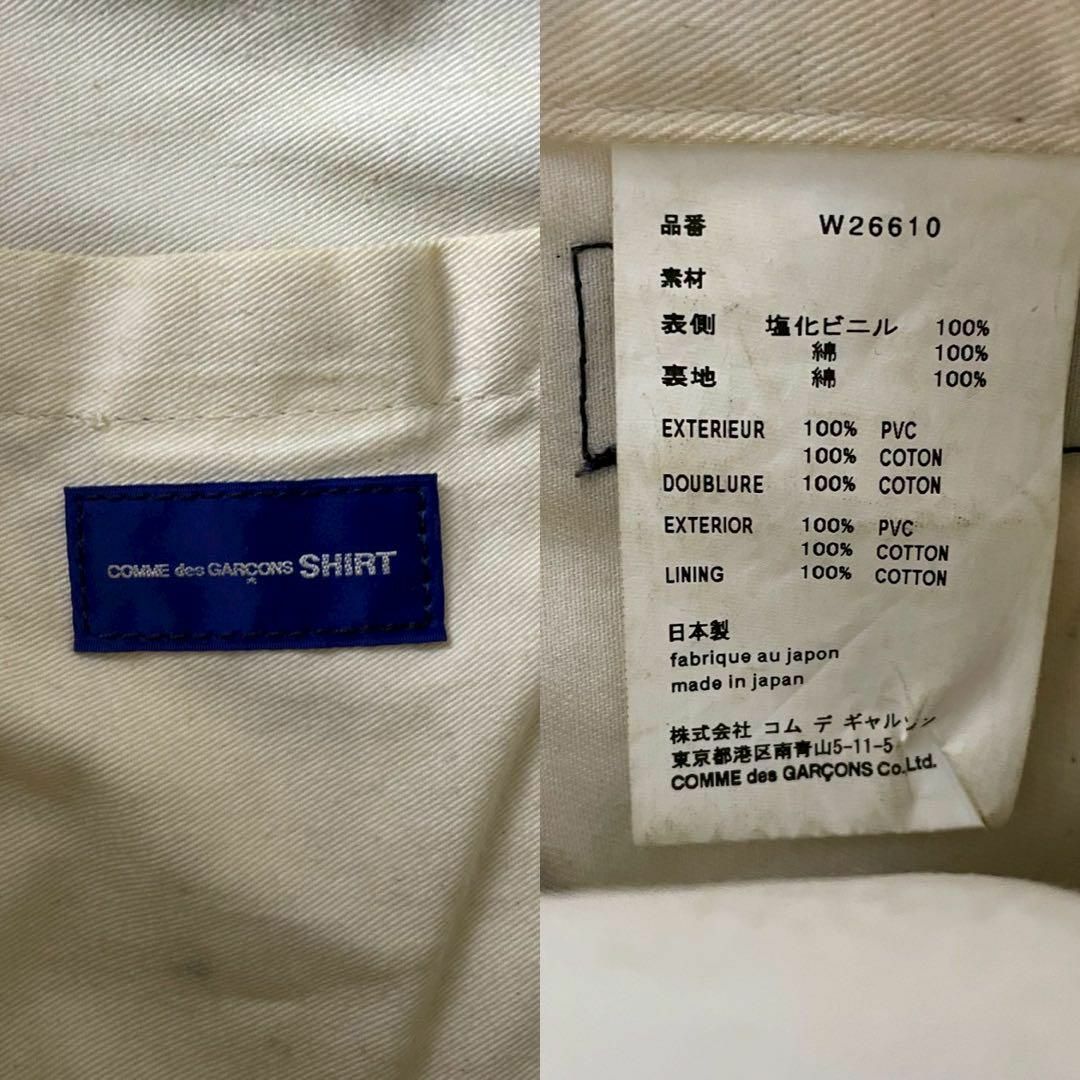 COMME des GARÇONS SHIRT
品番 W26610
素材
表側 塩化ビニル 100%
綿 100%
裏地 綿 100%
EXTERIEUR 100% PVC
100% COTON
DOUBLURE 100% COTON
EXTERIOR 100% PVC
100% COTTON
LINING 100% COTTON
日本製
fabrique au japon
made in japan
株式会社 コム デ ギャルソン
東京都港区南青山5-11-5
COMME des GARÇONS Co.Ltd.